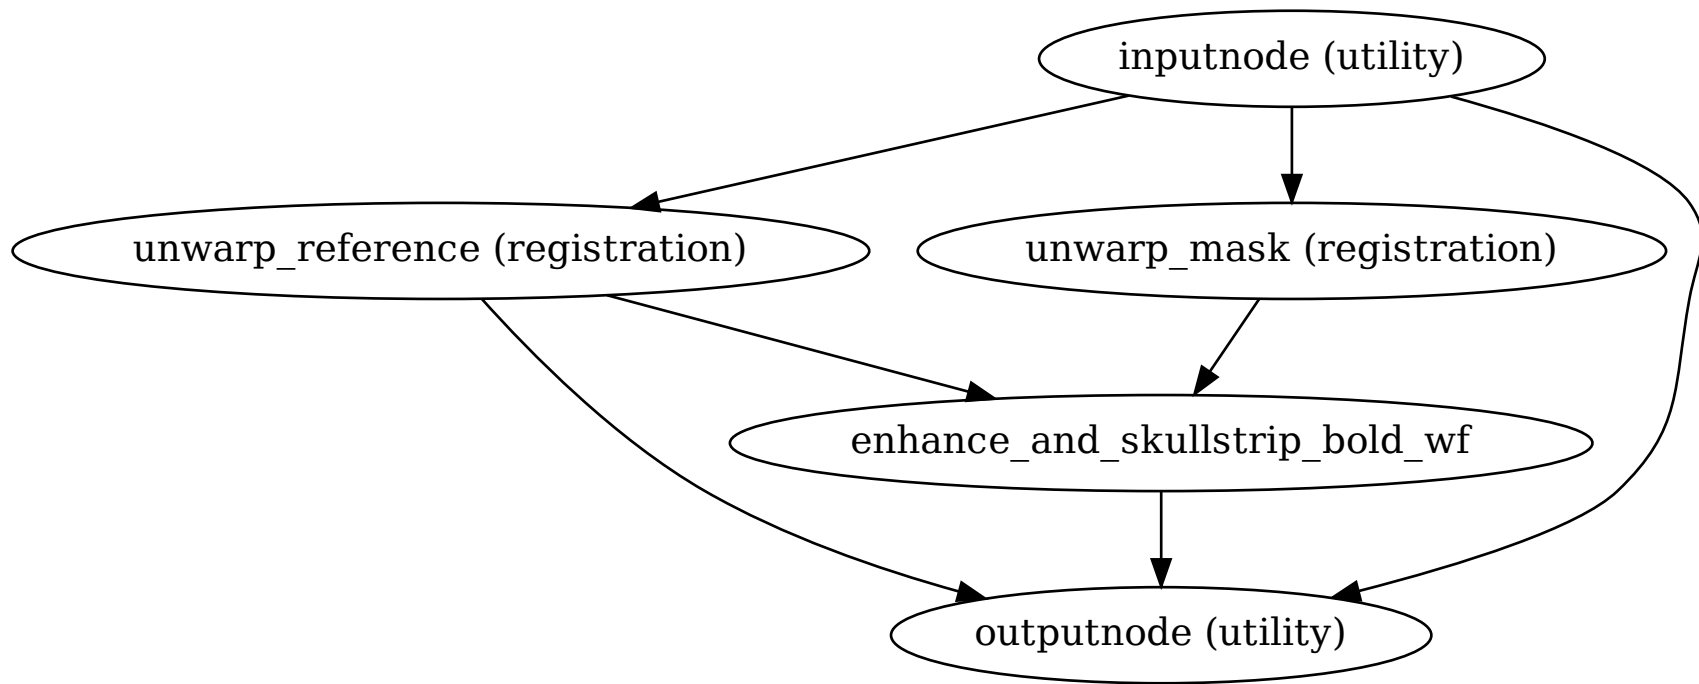 inputnode (utility)
unwarp_reference (registration)
unwarp_mask (registration)
enhance_and_skullstrip_bold_wf
outputnode (utility)